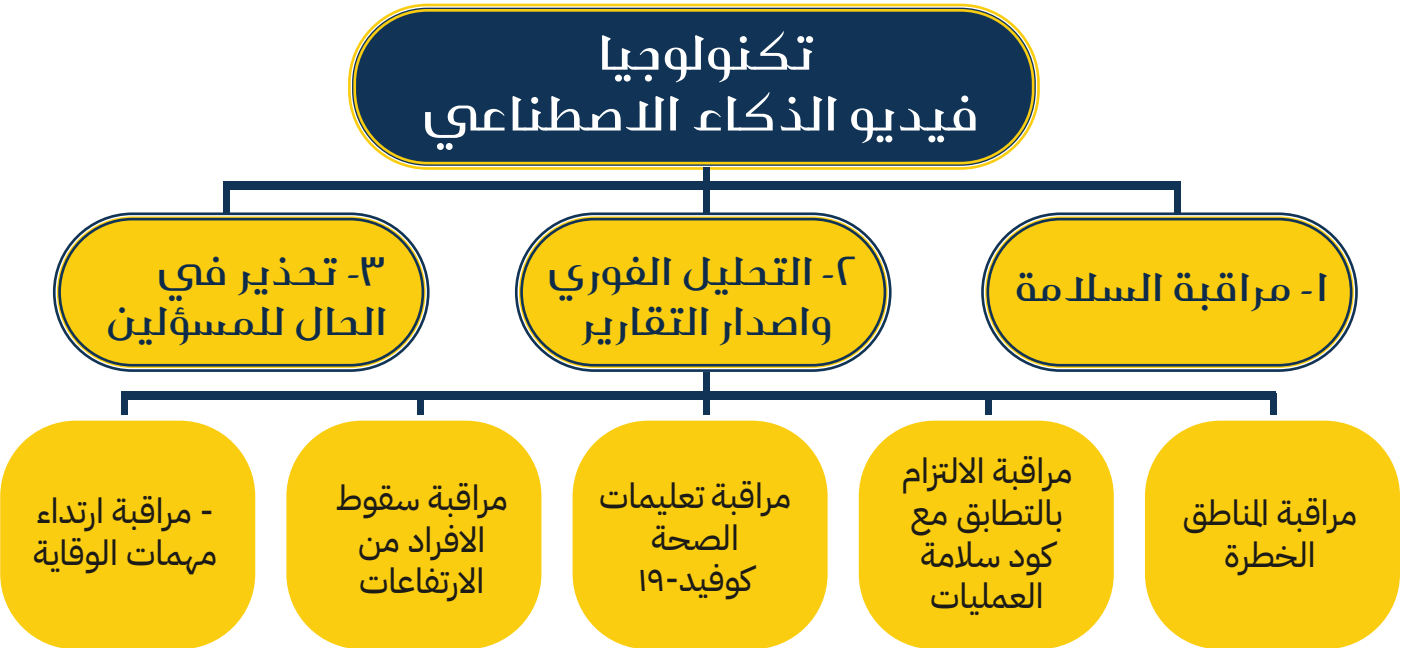 تكنولوجيا
فيديو الذكاء الاصطناعي
١- مراقبة السلامة
٢- التحليل الفوري
واصدار التقارير
٣- تحذير في
الحال للمسؤلين
مراقبة المناطق
الخطرة
مراقبة الالتزام
بالتطابق مع
كود سلامة
العمليات
مراقبة تعليمات
الصحة
كوفيد-١٩
مراقبة سقوط
الافراد من
الارتفاعات
- مراقبة ارتداء
مهمات الوقاية